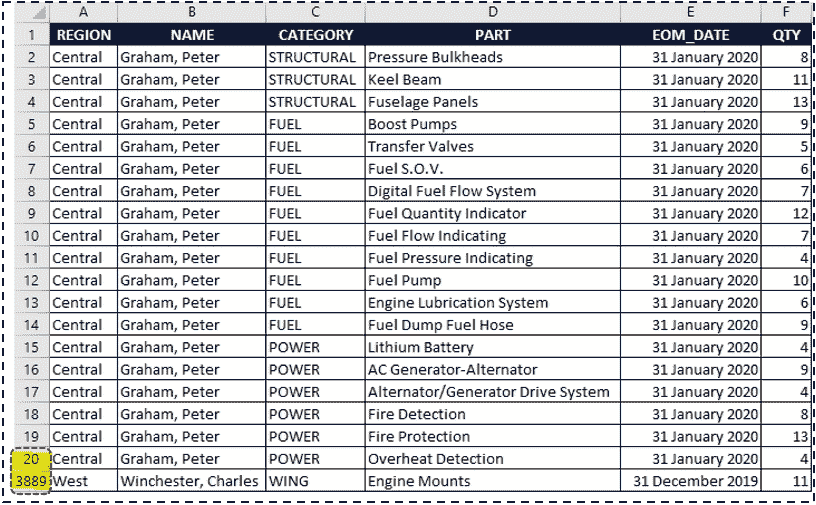 A B C D E F
1 REGION NAME CATEGORY PART EOM_DATE QTY
2 Central Graham, Peter STRUCTURAL Pressure Bulkheads 31 January 2020 8
3 Central Graham, Peter STRUCTURAL Keel Beam 31 January 2020 11
4 Central Graham, Peter STRUCTURAL Fuselage Panels 31 January 2020 13
5 Central Graham, Peter FUEL Boost Pumps 31 January 2020 9
6 Central Graham, Peter FUEL Transfer Valves 31 January 2020 5
7 Central Graham, Peter FUEL Fuel S.O.V. 31 January 2020 6
8 Central Graham, Peter FUEL Digital Fuel Flow System 31 January 2020 7
9 Central Graham, Peter FUEL Fuel Quantity Indicator 31 January 2020 12
10 Central Graham, Peter FUEL Fuel Flow Indicating 31 January 2020 7
11 Central Graham, Peter FUEL Fuel Pressure Indicating 31 January 2020 4
12 Central Graham, Peter FUEL Fuel Pump 31 January 2020 10
13 Central Graham, Peter FUEL Engine Lubrication System 31 January 2020 6
14 Central Graham, Peter FUEL Fuel Dump Fuel Hose 31 January 2020 9
15 Central Graham, Peter POWER Lithium Battery 31 January 2020 4
16 Central Graham, Peter POWER AC Generator-Alternator 31 January 2020 9
17 Central Graham, Peter POWER Alternator/Generator Drive System 31 January 2020 4
18 Central Graham, Peter POWER Fire Detection 31 January 2020 8
19 Central Graham, Peter POWER Fire Protection 31 January 2020 13
20 Central Graham, Peter POWER Overheat Detection 31 January 2020 4
3889 West Winchester, Charles WING Engine Mounts 31 December 2019 11